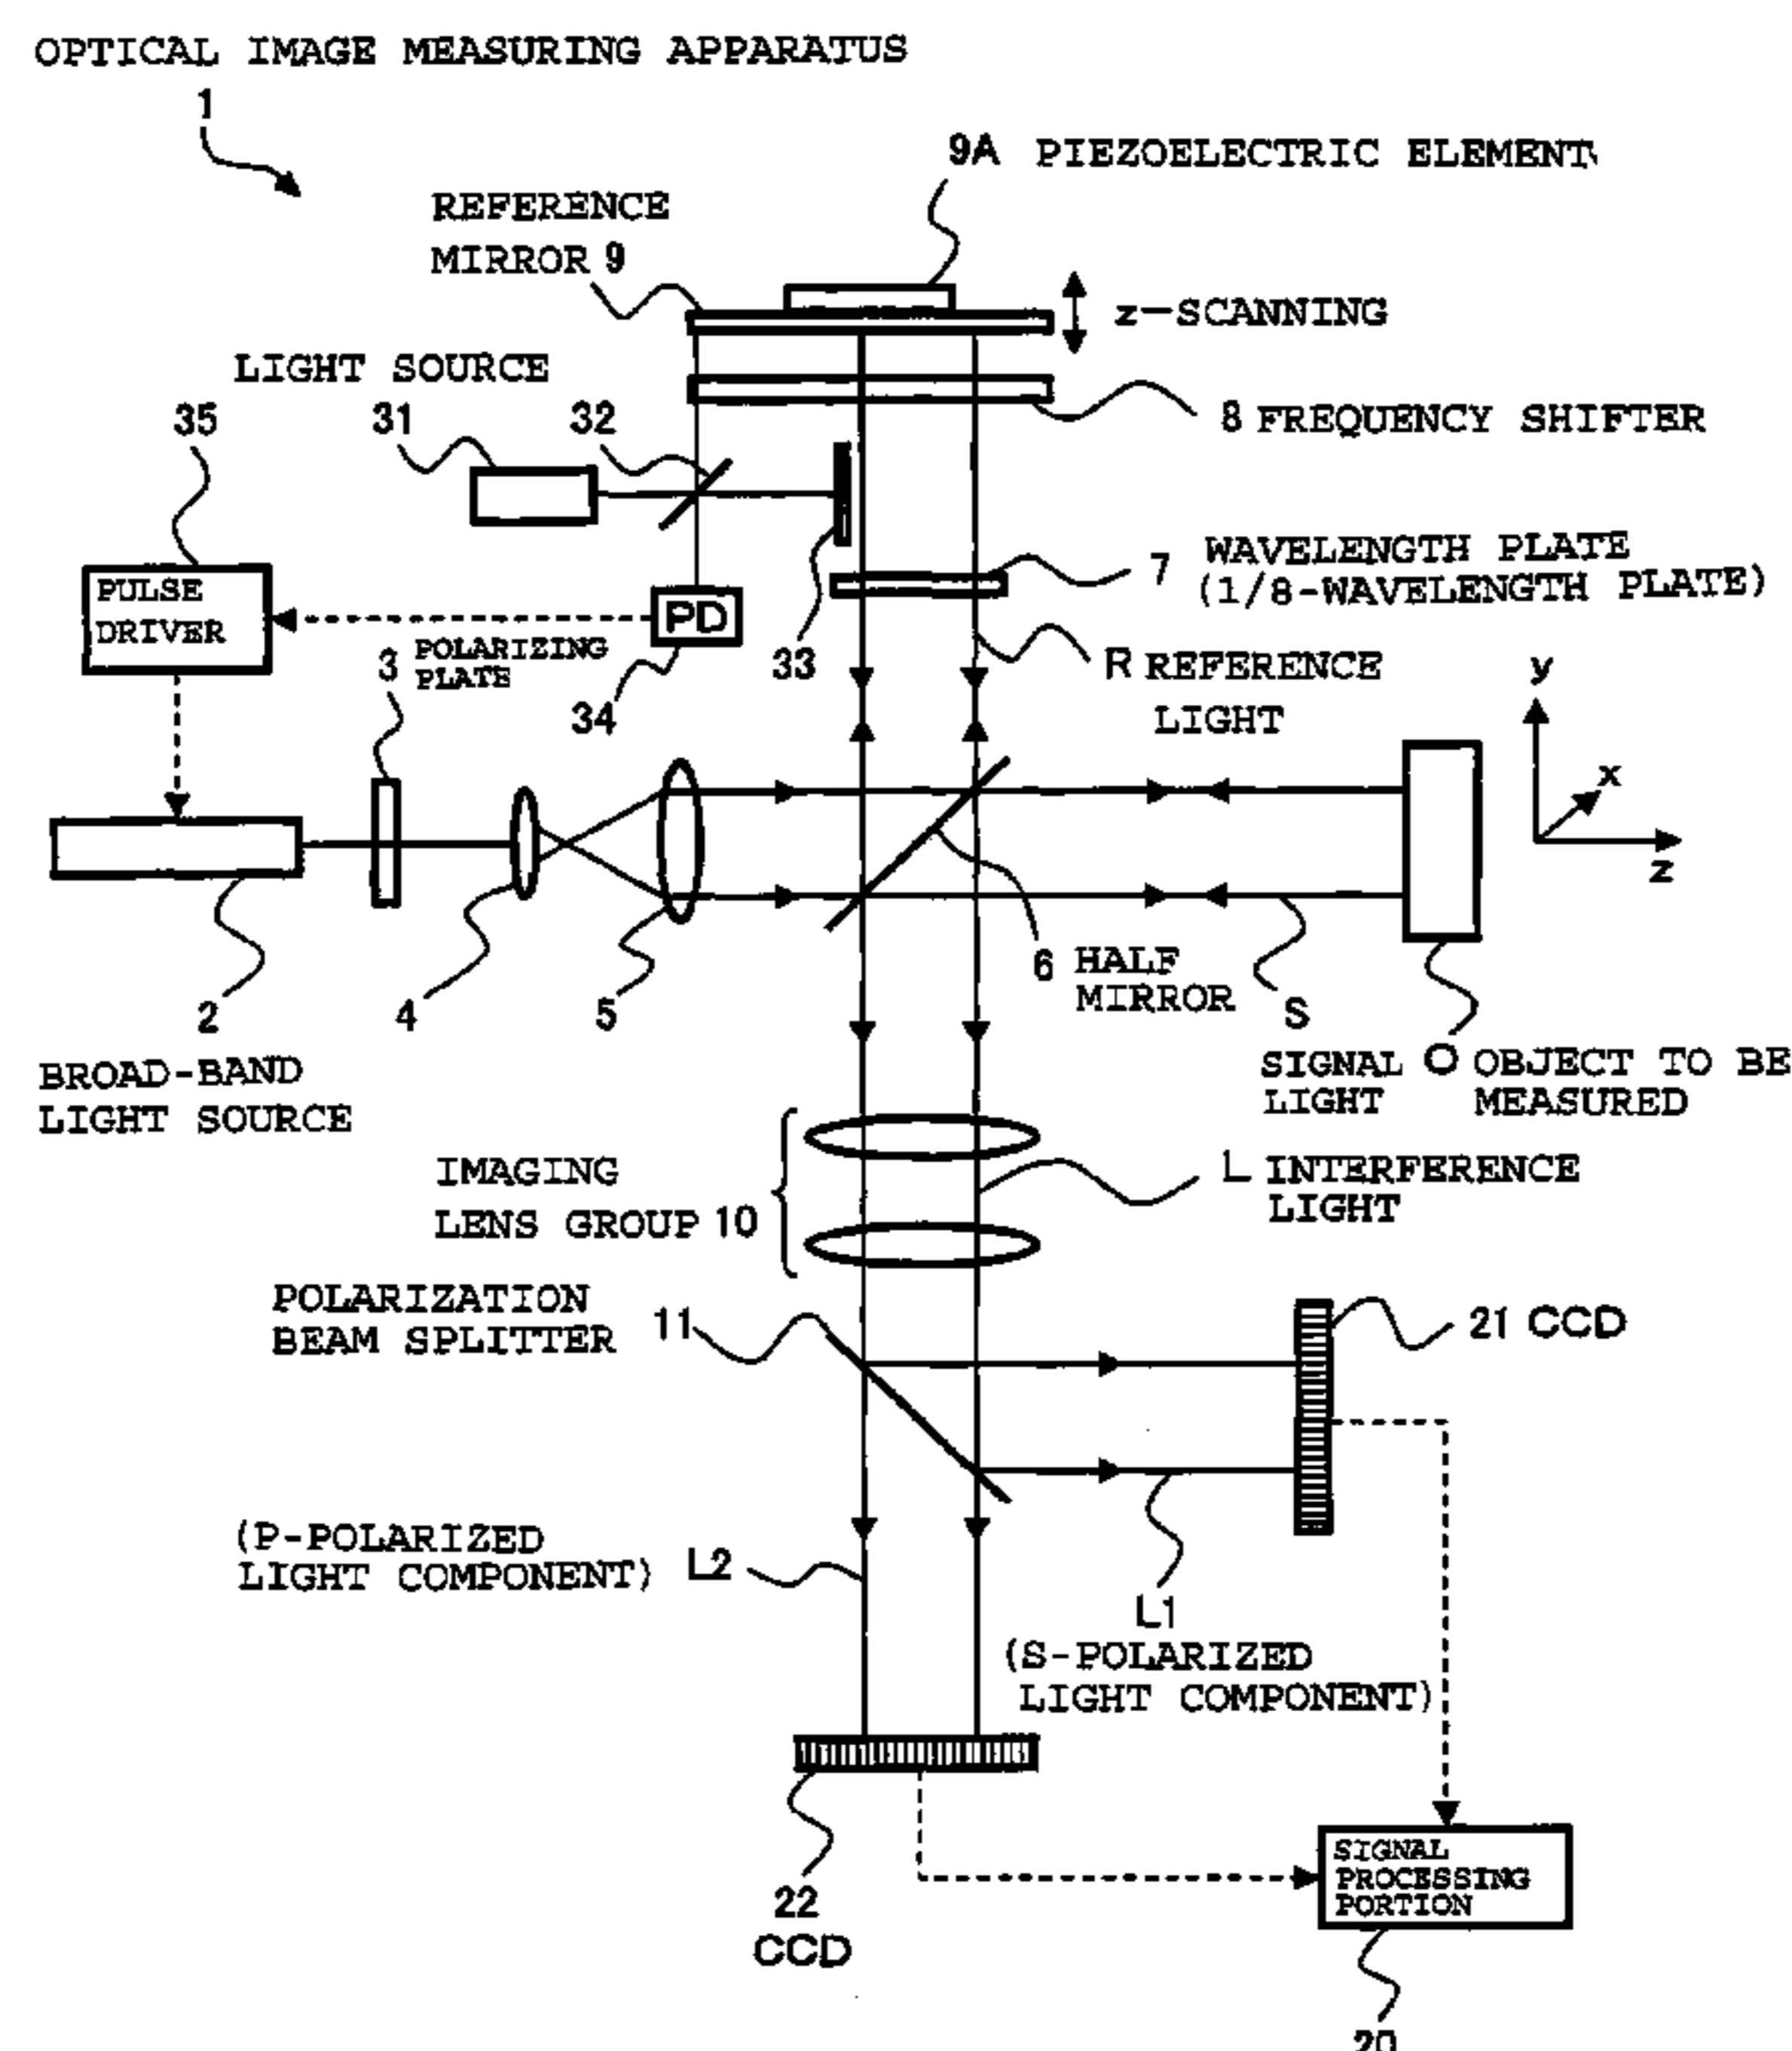 OPTICAL IMAGE MEASURING APPARATUS
1
9A PIEZOELECTRIC ELEMENT
REFERENCE
MIRROR 9
z-SCANNING
LIGHT SOURCE
35
31
32
8 FREQUENCY SHIFTER
PULSE
DRIVER
PD
33
7 WAVELENGTH PLATE
(1/8-WAVELENGTH PLATE)
3 POLARIZING
PLATE
34
R REFERENCE
LIGHT
y
x
z
2
BROAD-BAND
LIGHT SOURCE
4
5
6 HALF
MIRROR
S
SIGNAL
LIGHT
O OBJECT TO BE
MEASURED
IMAGING
LENS GROUP 10
L INTERFERENCE
LIGHT
POLARIZATION
BEAM SPLITTER
11
21 CCD
(P-POLARIZED
LIGHT COMPONENT) L2
L1
(S-POLARIZED
LIGHT COMPONENT)
22
CCD
SIGNAL
PROCESSING
PORTION
20